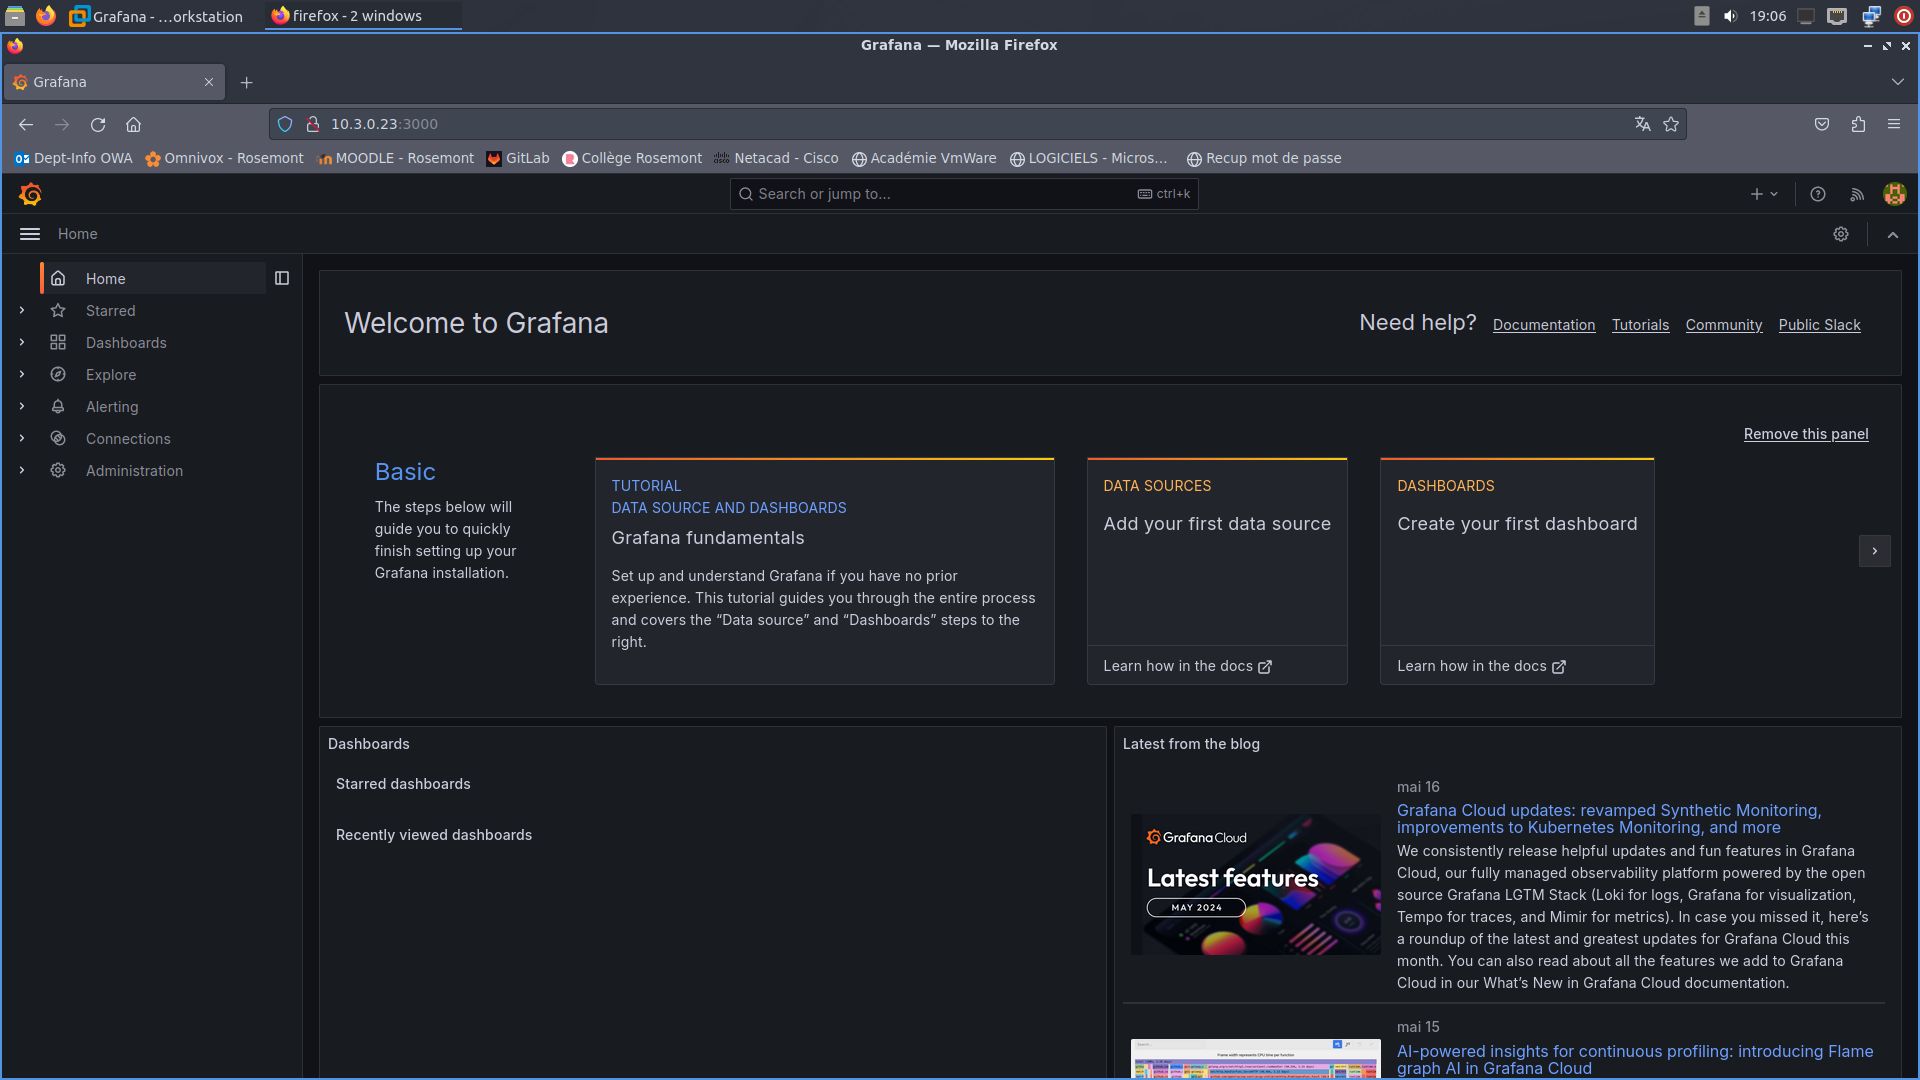 Grafana - ...orkstation
firefox - 2 windows
19:06
Grafana — Mozilla Firefox
Grafana
10.3.0.23:3000
Dept-Info OWA
Omnivox - Rosemont
MOODLE - Rosemont
GitLab
Collège Rosemont
Netacad - Cisco
Académie VmWare
LOGICIELS - Micros...
Recup mot de passe
Search or jump to...
ctrl+k
Home
Home
Starred
Dashboards
Explore
Alerting
Connections
Administration
Welcome to Grafana
Need help?
Documentation
Tutorials
Community
Public Slack
Remove this panel
Basic
The steps below will
guide you to quickly
finish setting up your
Grafana installation.
TUTORIAL
DATA SOURCE AND DASHBOARDS
Grafana fundamentals
Set up and understand Grafana if you have no prior
experience. This tutorial guides you through the entire process
and covers the “Data source” and “Dashboards” steps to the
right.
DATA SOURCES
Add your first data source
Learn how in the docs
DASHBOARDS
Create your first dashboard
Learn how in the docs
Dashboards
Starred dashboards
Recently viewed dashboards
Latest from the blog
Grafana Cloud
Latest features
MAY 2024
mai 16
Grafana Cloud updates: revamped Synthetic Monitoring,
improvements to Kubernetes Monitoring, and more
We consistently release helpful updates and fun features in Grafana
Cloud, our fully managed observability platform powered by the open
source Grafana LGTM Stack (Loki for logs, Grafana for visualization,
Tempo for traces, and Mimir for metrics). In case you missed it, here’s
a roundup of the latest and greatest updates for Grafana Cloud this
month. You can also read about all the features we add to Grafana
Cloud in our What’s New in Grafana Cloud documentation.
mai 15
AI-powered insights for continuous profiling: introducing Flame
graph AI in Grafana Cloud
Frame width represents CPU time per function